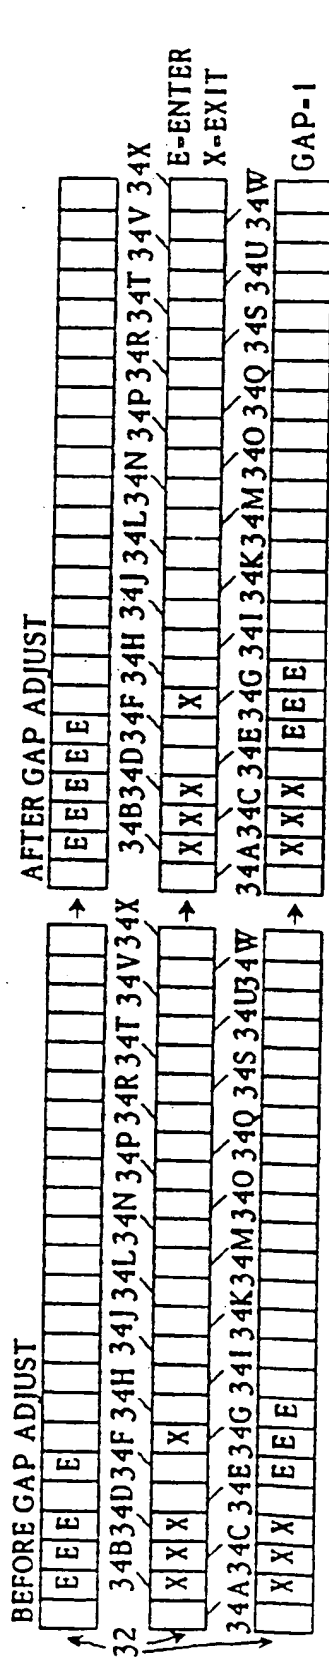 BEFORE GAP ADJUST AFTER GAP ADJUST
E E E E E E E E E
34B 34D 34F 34H 34J 34L 34N 34P 34R 34T 34V 34X 34B 34D 34F 34H 34J 34L 34N 34P 34R 34T 34V 34X
32 X X X X X X X X E=ENTER
X=EXIT
34A 34C 34E 34G 34I 34K 34M 34O 34Q 34S 34U 34W 34A 34C 34E 34G 34I 34K 34M 34O 34Q 34S 34U 34W
X X X E E E X X X E E E GAP=1